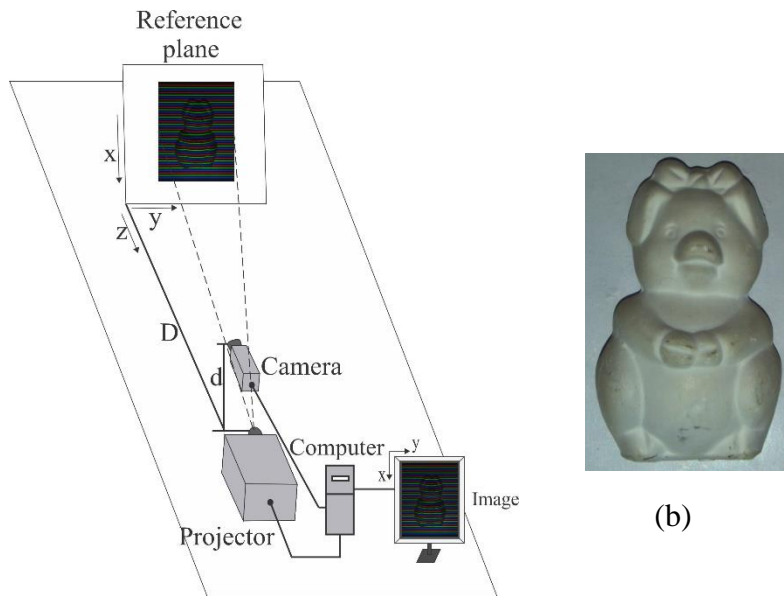 Reference
plane
x
y
z
D
d
Camera
Computer
y
x
Image
Projector
(b)